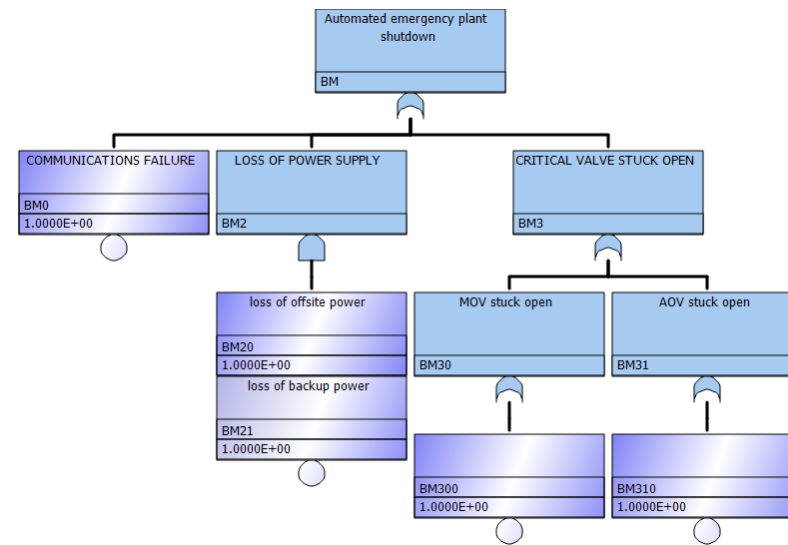 Automated emergency plant
shutdown
BM
COMMUNICATIONS FAILURE
BM0
1.0000E+00
LOSS OF POWER SUPPLY
BM2
CRITICAL VALVE STUCK OPEN
BM3
loss of offsite power
BM20
1.0000E+00
loss of backup power
BM21
1.0000E+00
MOV stuck open
BM30
AOV stuck open
BM31
BM300
1.0000E+00
BM310
1.0000E+00